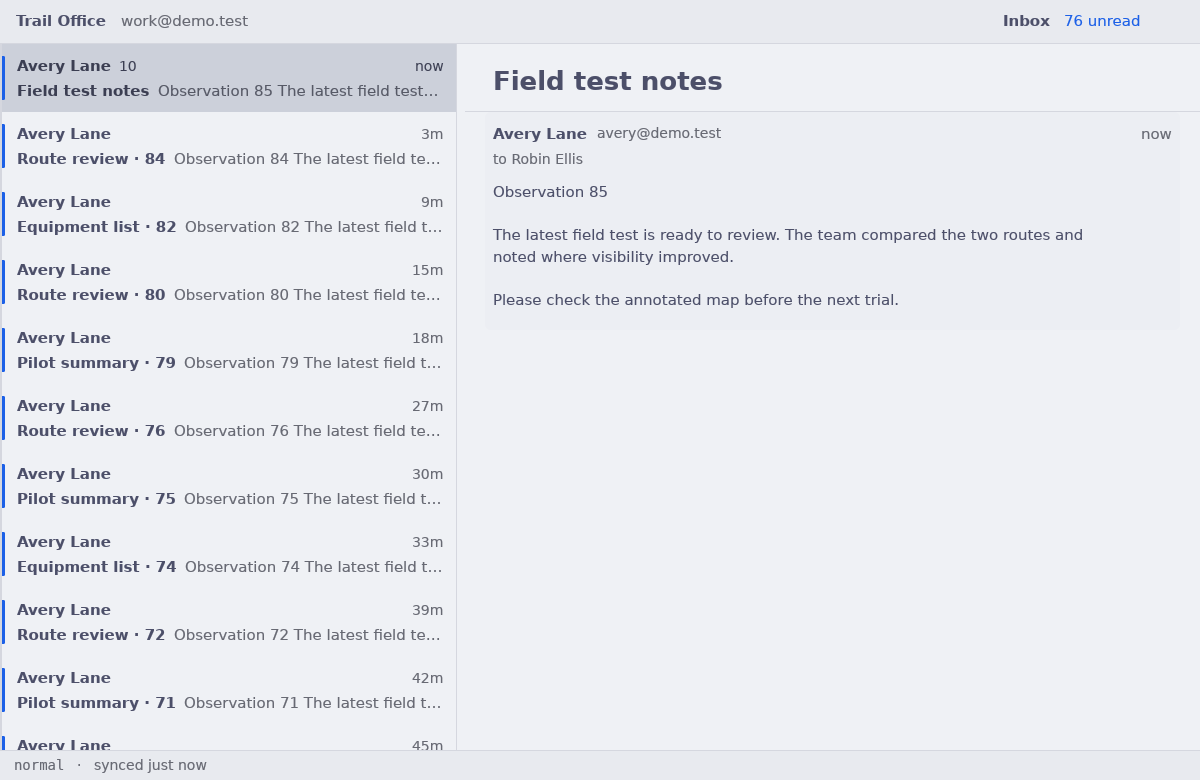 Trail Office work@demo.test
Inbox 76 unread
Avery Lane 10 now
Field test notes Observation 85 The latest field test…
Avery Lane 3m
Route review · 84 Observation 84 The latest field te…
Avery Lane 9m
Equipment list · 82 Observation 82 The latest field t…
Avery Lane 15m
Route review · 80 Observation 80 The latest field te…
Avery Lane 18m
Pilot summary · 79 Observation 79 The latest field t…
Avery Lane 27m
Route review · 76 Observation 76 The latest field te…
Avery Lane 30m
Pilot summary · 75 Observation 75 The latest field t…
Avery Lane 33m
Equipment list · 74 Observation 74 The latest field t…
Avery Lane 39m
Route review · 72 Observation 72 The latest field te…
Avery Lane 42m
Pilot summary · 71 Observation 71 The latest field t…
Avery Lane 45m
Field test notes
Avery Lane avery@demo.test now
to Robin Ellis
Observation 85
The latest field test is ready to review. The team compared the two routes and
noted where visibility improved.
Please check the annotated map before the next trial.
normal · synced just now